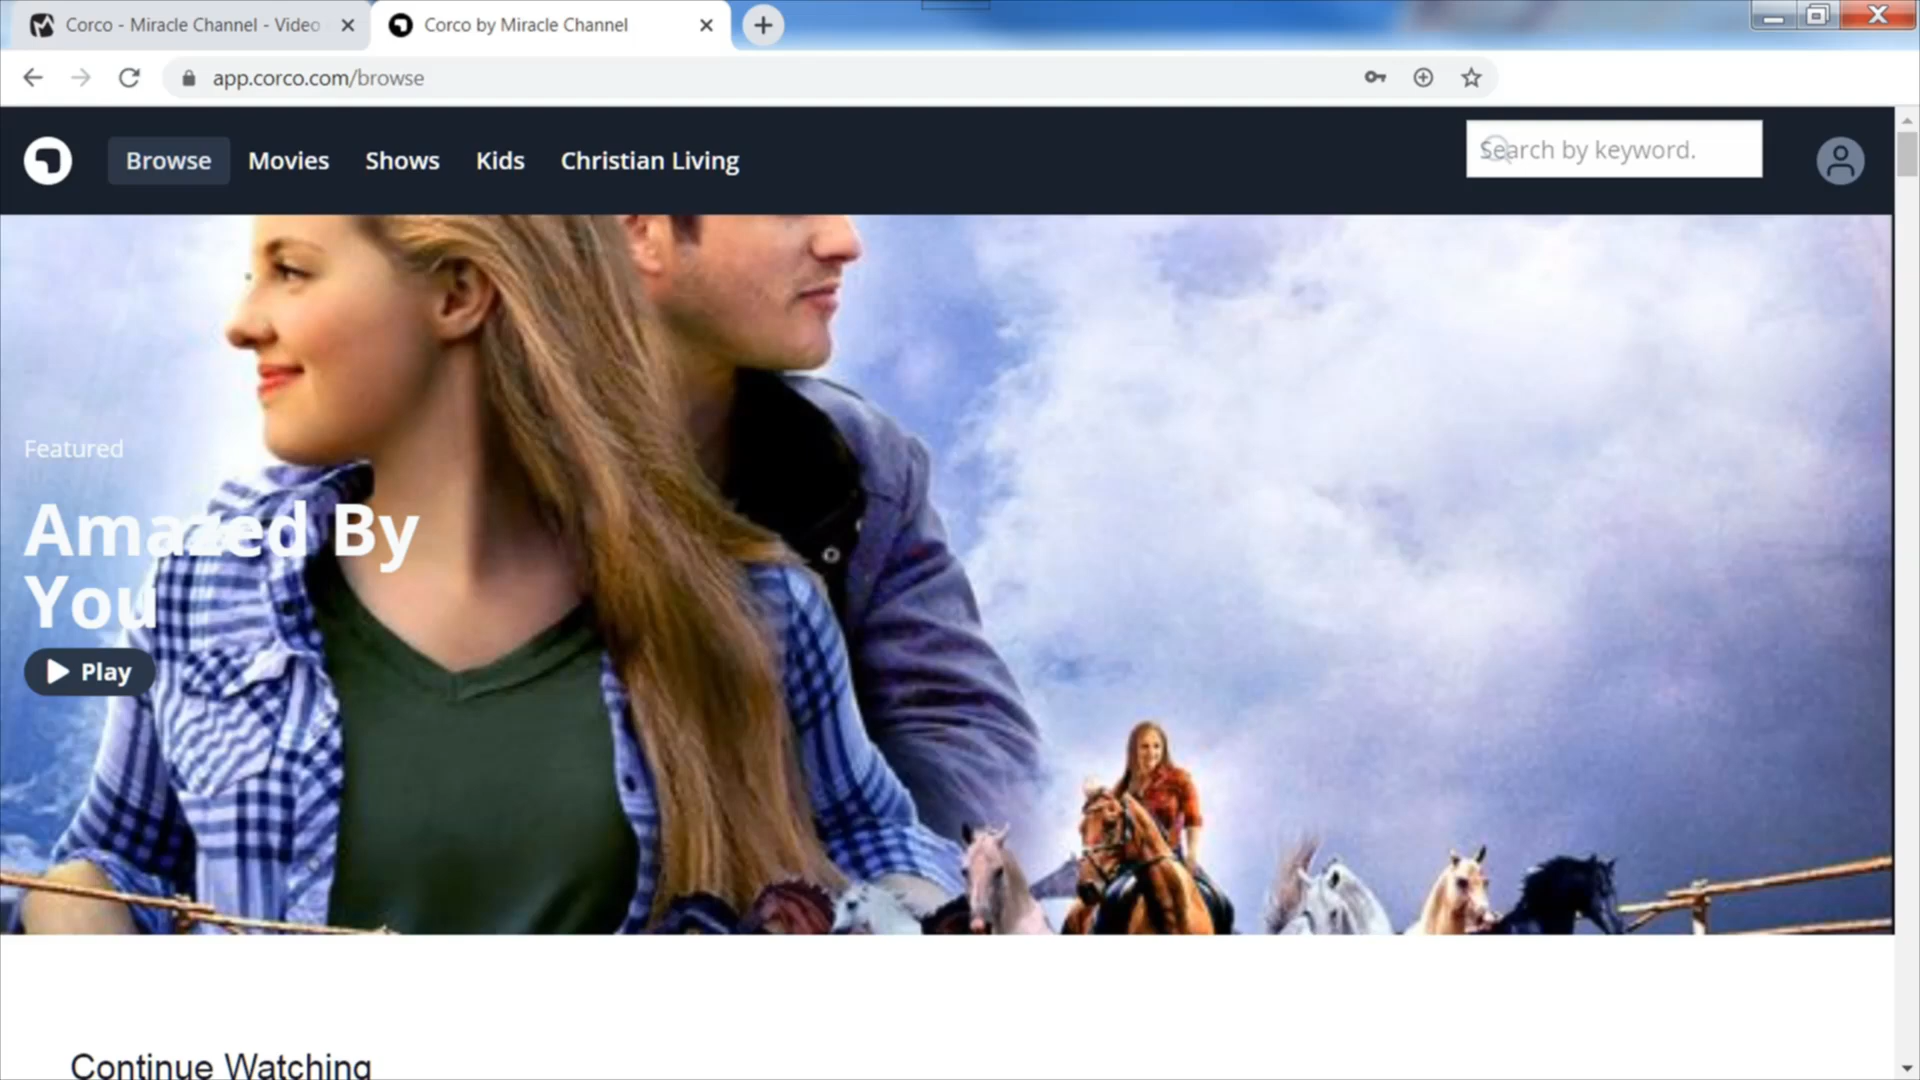 Corco - Miracle Channel - Video
Corco by Miracle Channel
app.corco.com/browse
Browse
Movies
Shows
Kids
Christian Living
Search by keyword.
Featured
Amazed By
You
Play
Continue Watching